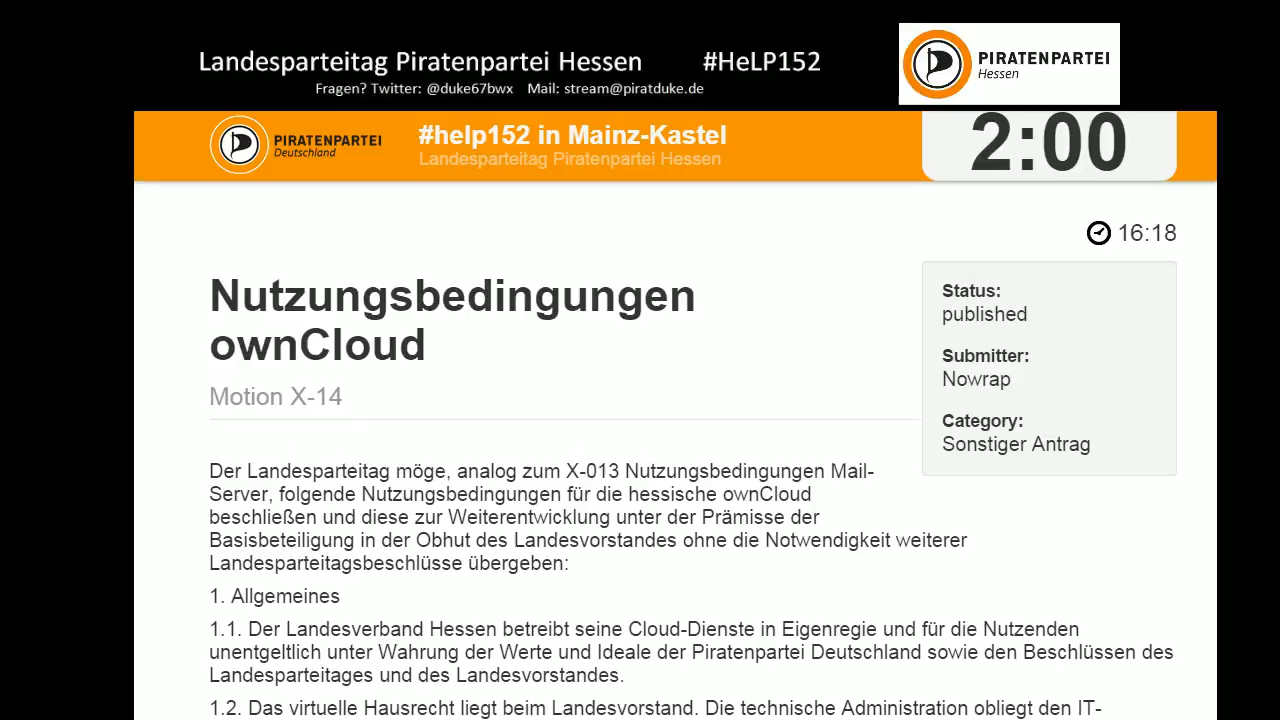 Landesparteitag Piratenpartei Hessen #HeLP152
Fragen? Twitter: @duke67bwx Mail: stream@piratduke.de
PIRATENPARTEI
Hessen
PIRATENPARTEI
Deutschland
#help152 in Mainz-Kastel
Landesparteitag Piratenpartei Hessen
2:00
16:18
Nutzungsbedingungen
ownCloud
Motion X-14
Status:
published
Submitter:
Nowrap
Category:
Sonstiger Antrag
Der Landesparteitag möge, analog zum X-013 Nutzungsbedingungen Mail-
Server, folgende Nutzungsbedingungen für die hessische ownCloud
beschließen und diese zur Weiterentwicklung unter der Prämisse der
Basisbeteiligung in der Obhut des Landesvorstandes ohne die Notwendigkeit weiterer
Landesparteitagsbeschlüsse übergeben:
1. Allgemeines
1.1. Der Landesverband Hessen betreibt seine Cloud-Dienste in Eigenregie und für die Nutzenden
unentgeltlich unter Wahrung der Werte und Ideale der Piratenpartei Deutschland sowie den Beschlüssen des
Landesparteitages und des Landesvorstandes.
1.2. Das virtuelle Hausrecht liegt beim Landesvorstand. Die technische Administration obliegt den IT-